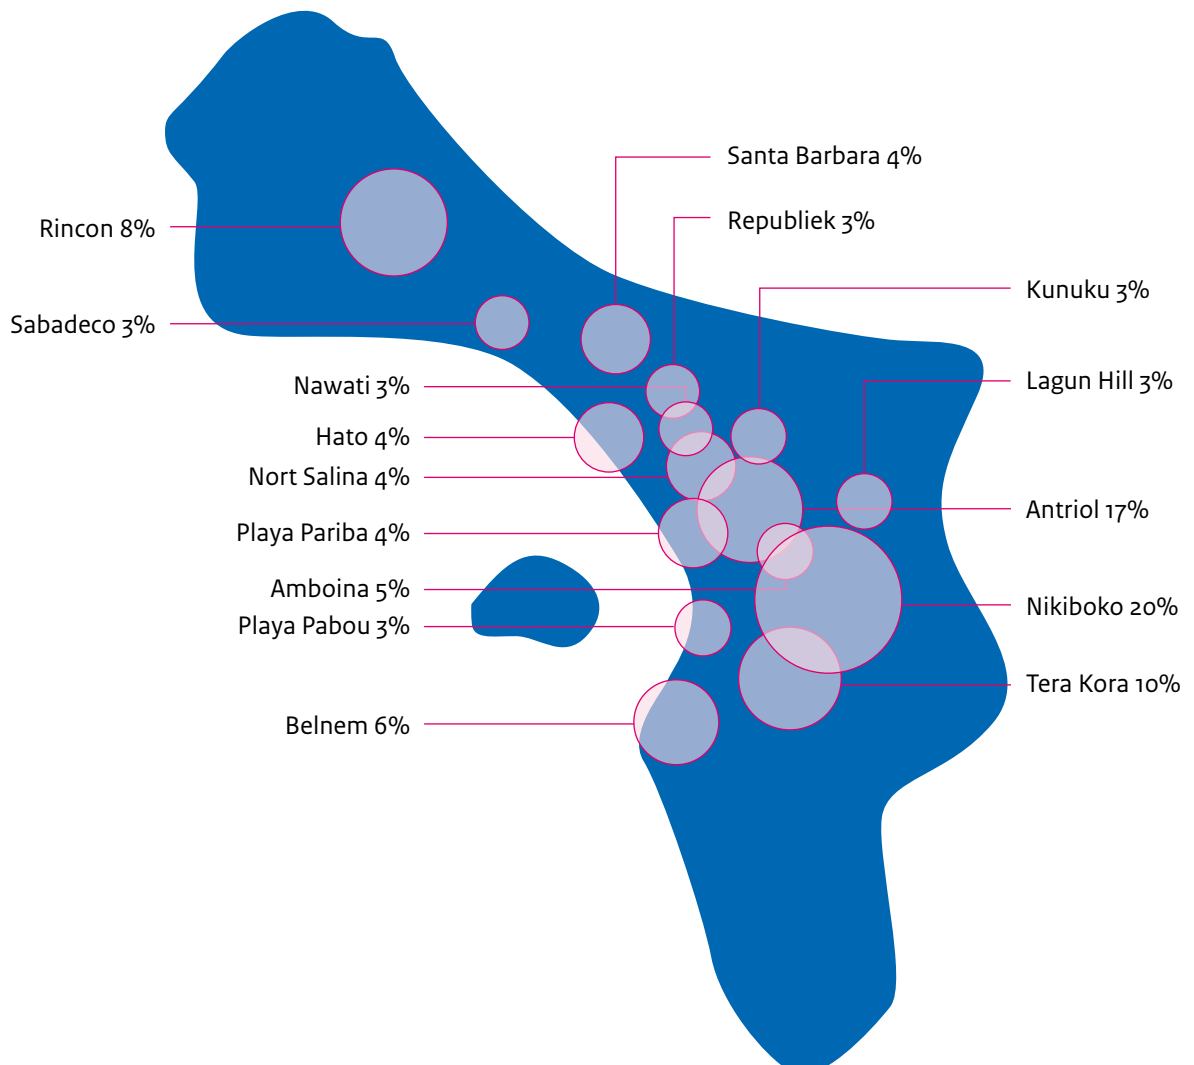 Santa Barbara 4%
Republiek 3%
Rincon 8%
Kunuku 3%
Sabadeco 3%
Lagun Hill 3%
Nawati 3%
Hato 4%
Nort Salina 4%
Antriol 17%
Playa Pariba 4%
Amboina 5%
Nikiboko 20%
Playa Pabou 3%
Tera Kora 10%
Belnem 6%